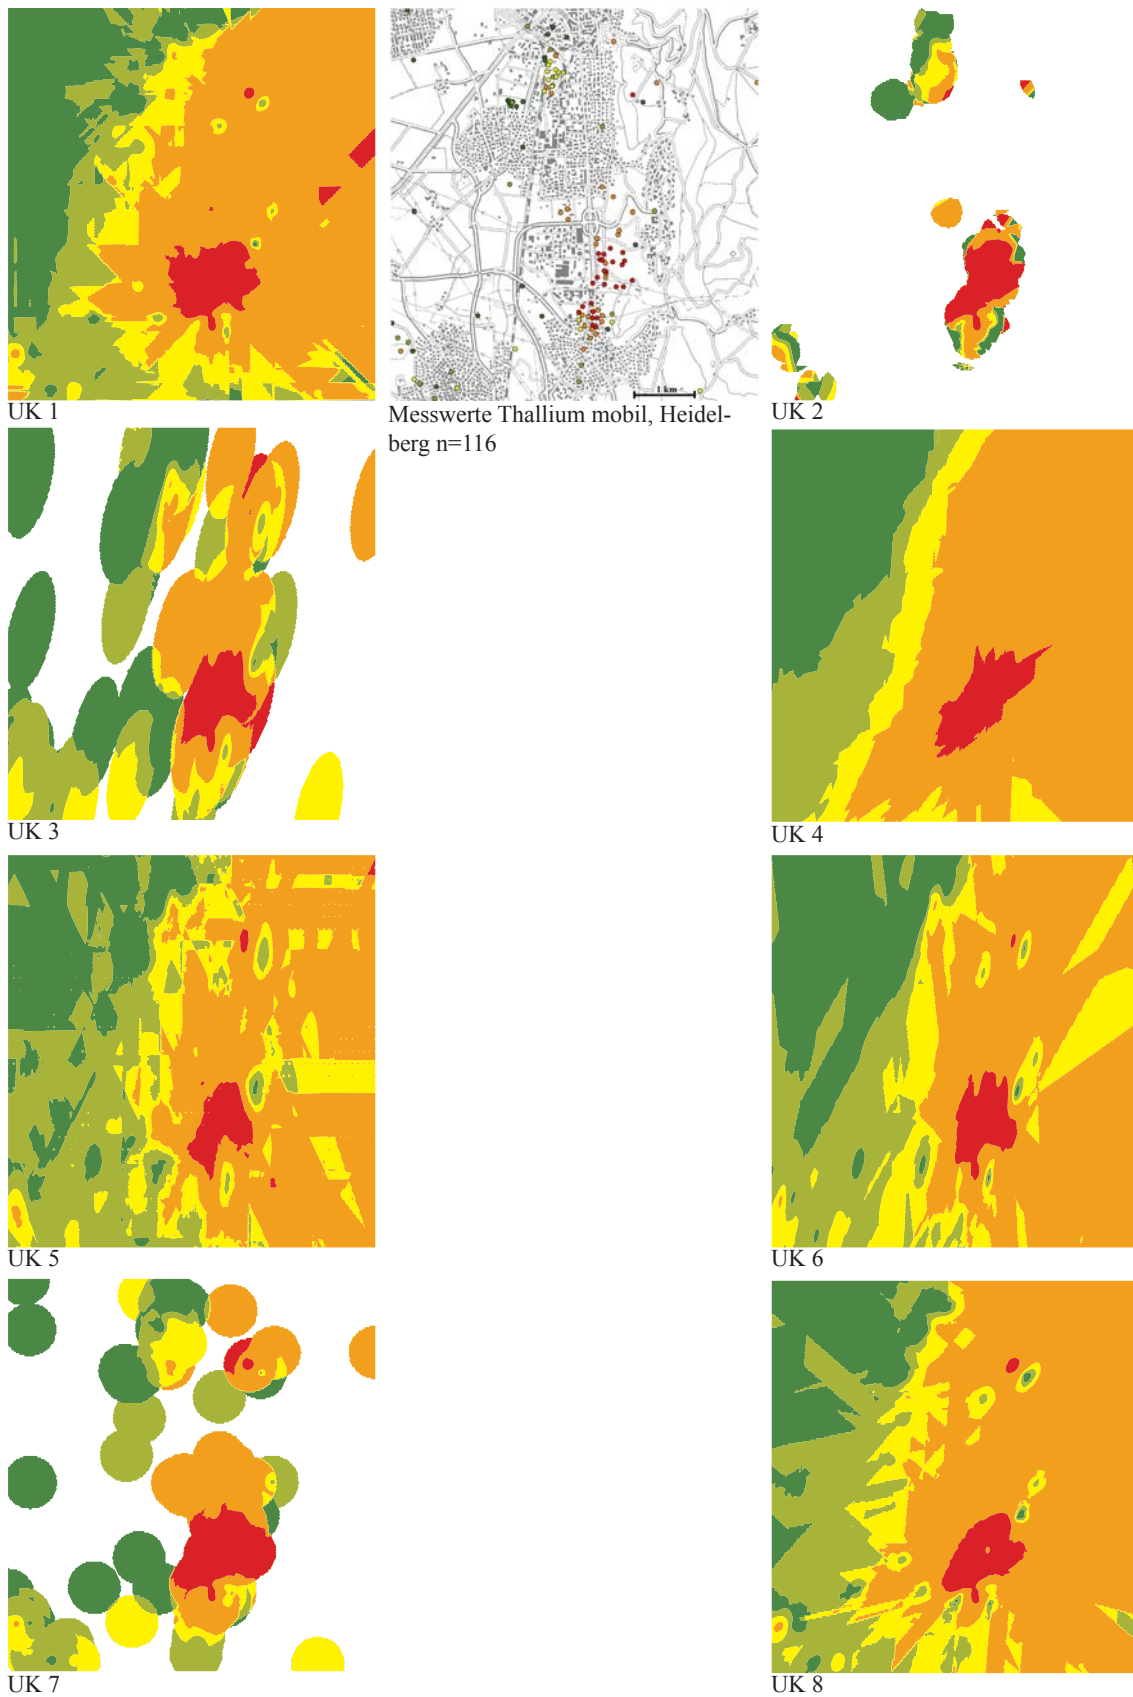 1 km
UK 1
Messwerte Thallium mobil, Heidel-
berg n=116
UK 2
UK 3
UK 4
UK 5
UK 6
UK 7
UK 8